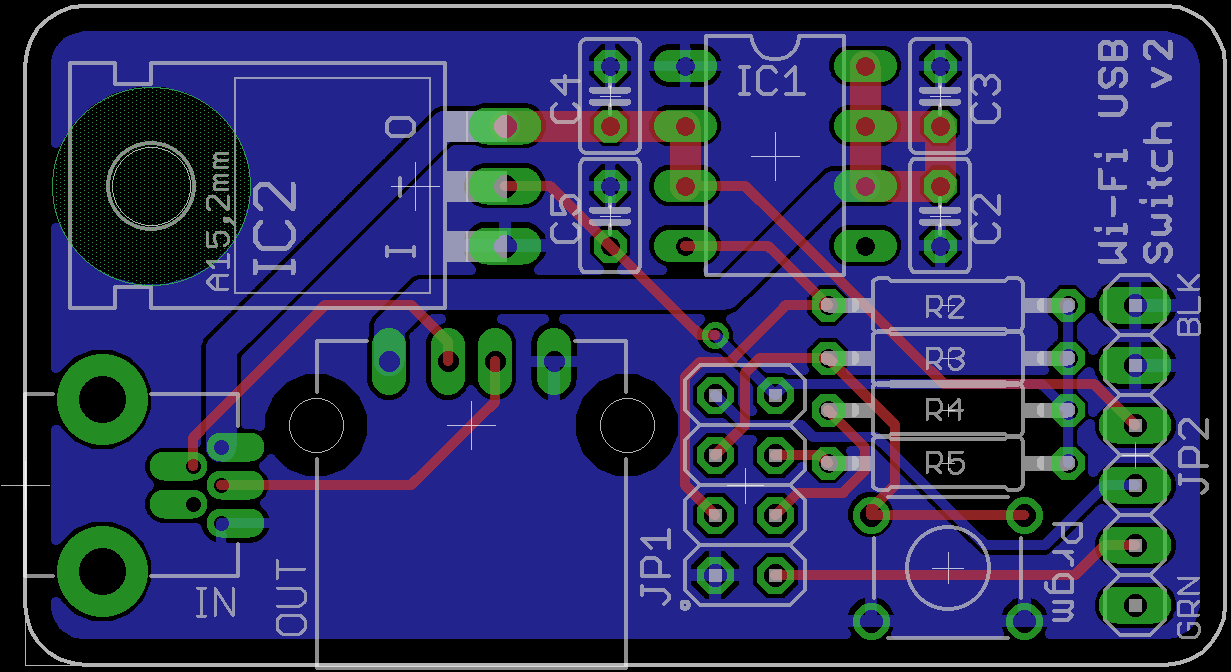 A15,2mm
IC2
O
I
I
C4
C5
IC1
C3
C2
Wi-Fi USB
Switch v2
R2
R3
R4
R5
BLK
JP2
GRN
JP1
prgm
IN
OUT